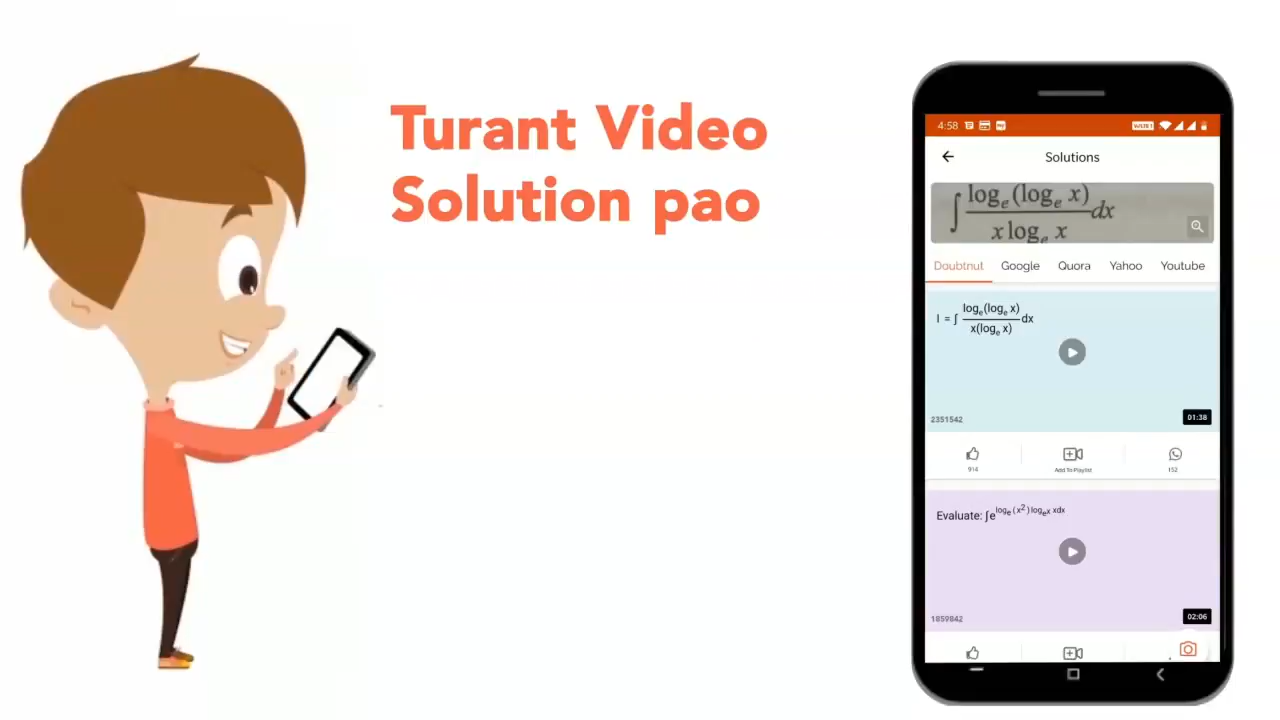 Turant Video
Solution pao
4:58
Solutions
∫ logₑ(logₑ x) / x logₑ x dx
Doubtnut Google Quora Yahoo Youtube
I = ∫ logₑ(logₑ x) / x(logₑ x) dx
2351542 01:38
914 Add To Playlist 152
Evaluate: ∫e^logₑ(x²)logₑx xdx
1859842 02:06